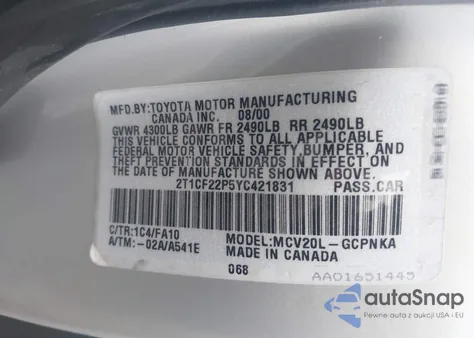 MFD.BY:TOYOTA MOTOR MANUFACTURING
CANADA INC. 08/00
GVWR 4300LB GAWR FR 2490LB RR 2490LB
THIS VEHICLE CONFORMS TO ALL APPLICABLE
FEDERAL MOTOR VEHICLE SAFETY, BUMPER,
AND THEFT PREVENTION STANDARDS IN EFFECT ON
THE DATE OF MANUFACTURE SHOWN ABOVE.
2T1CF22P5YC421831 PASS.CAR
C/TR:1C4/FA10 MODEL:MCV20L-GCPNKA
A/TM:-02A/A541E MADE IN CANADA
068 AA01651445
autoSnap
Pewne auta z aukcji USA i EU